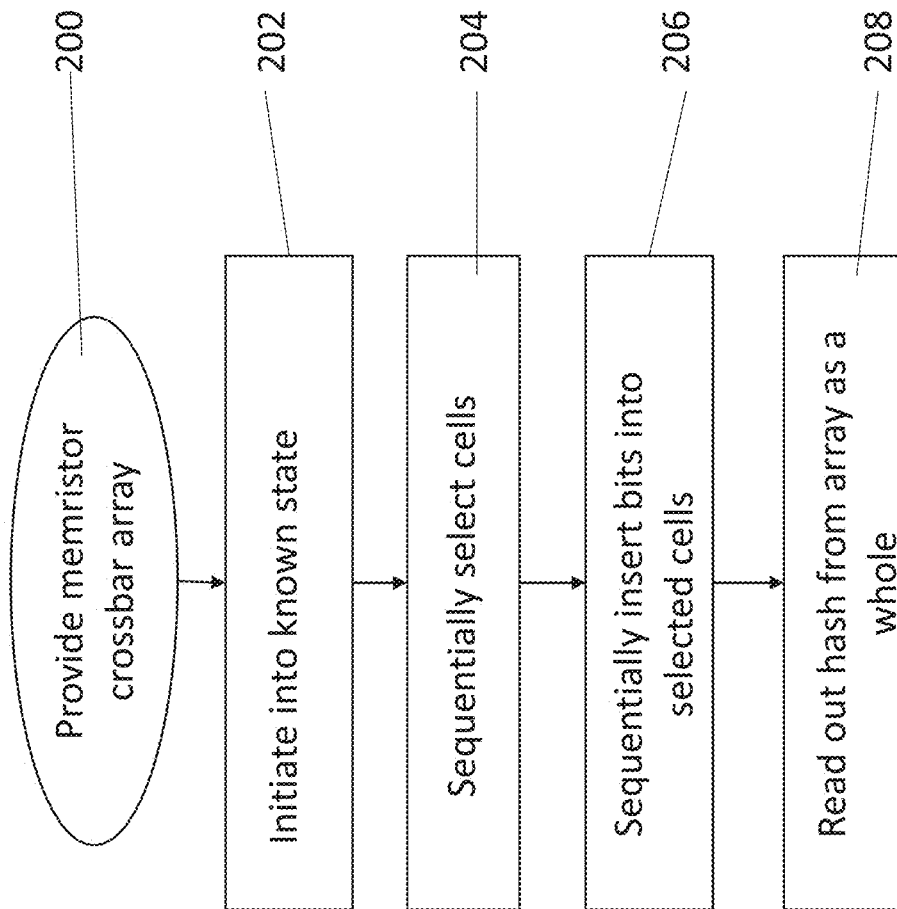 Provide memristor
crossbar array
200
Initiate into known state
202
Sequentially select cells
204
Sequentially insert bits into
selected cells
206
Read out hash from array as a
whole
208